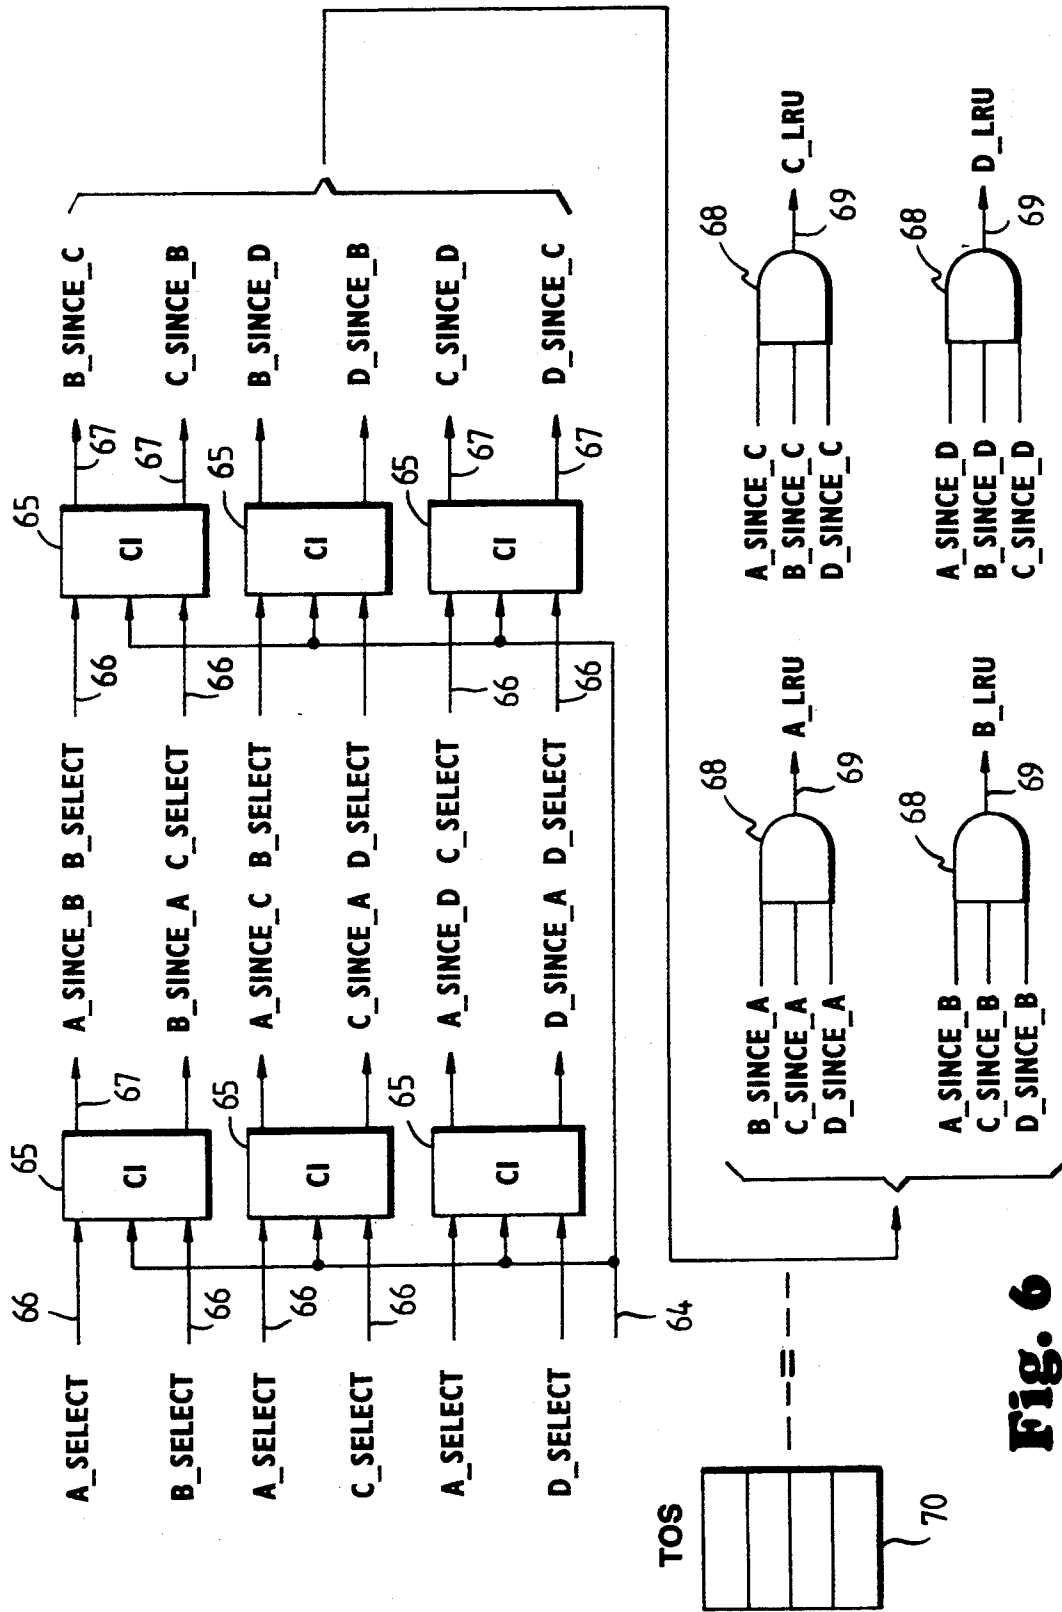 66 65 67 65 67
A_SELECT A_SINCE_B B_SELECT 66 B_SINCE_C
CI CI
B_SELECT B_SINCE_A C_SELECT C_SINCE_B
66 66 67
65 65
A_SELECT A_SINCE_C B_SELECT B_SINCE_D
66 CI CI
C_SELECT C_SINCE_A D_SELECT D_SINCE_B
66 65 65
A_SELECT A_SINCE_D C_SELECT C_SINCE_D
66 67
CI CI
D_SELECT D_SINCE_A D_SELECT D_SINCE_C
66 67
64
TOS
70
68 68
B_SINCE_A A_SINCE_C
C_SINCE_A A_LRU B_SINCE_C C_LRU
D_SINCE_A D_SINCE_C
69 69
68 68
A_SINCE_B A_SINCE_D
C_SINCE_B B_LRU B_SINCE_D D_LRU
D_SINCE_B C_SINCE_D
69 69
Fig. 6